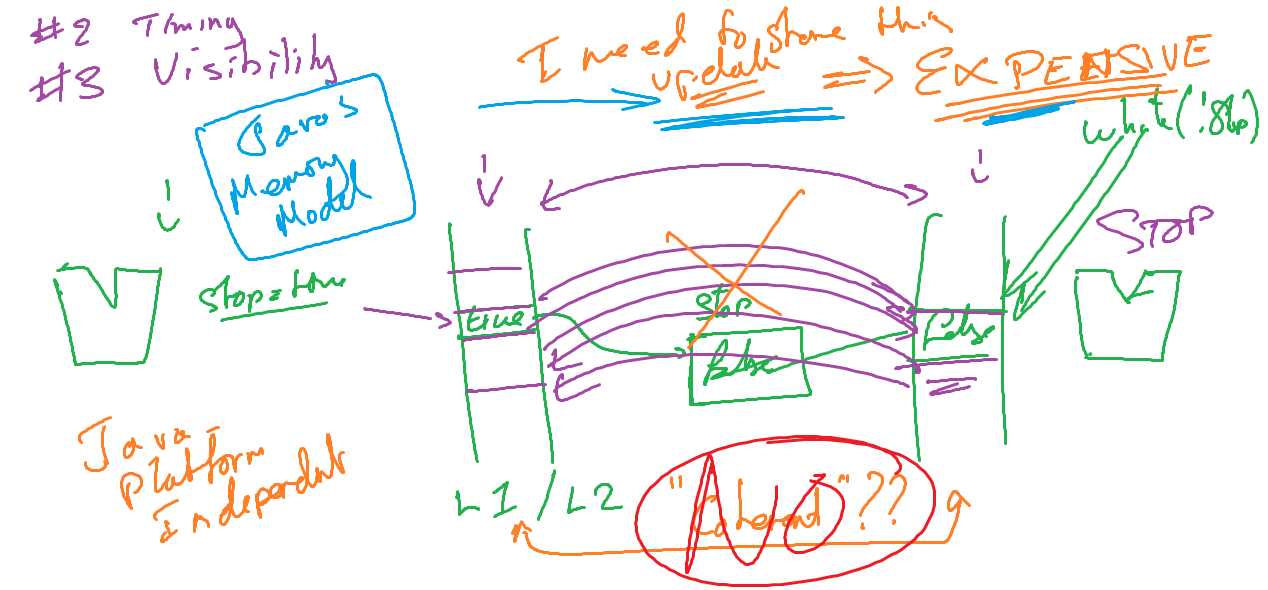 #2 Timing
#3 Visibility
I need to share this
update => EXPENSIVE
while(!Stop)
Java's
Memory
Model
STOP
stop=true
true
stop
false
False
Java -
Platform
Independent
L1 / L2
"Coherent"??
NO